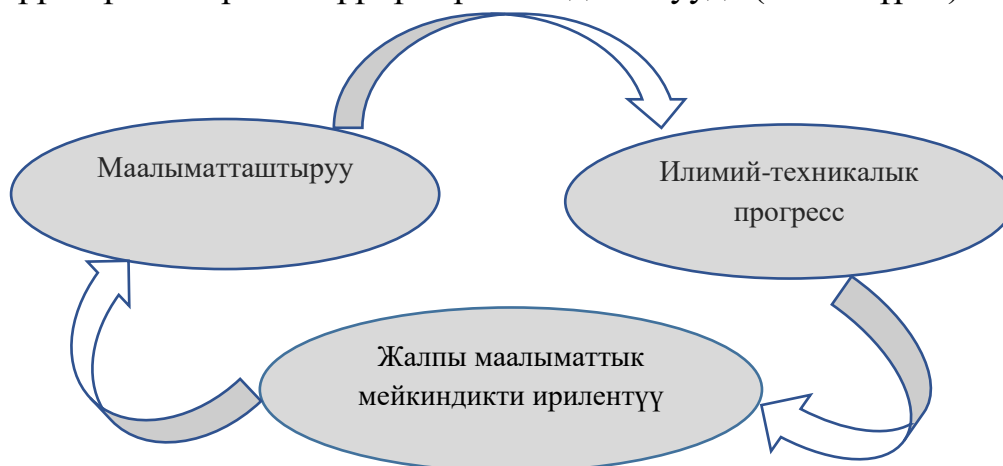 Маалыматташтыруу
Илимий-техникалык
прогресс
Жалпы маалыматтык
мейкиндикти ирилентүү